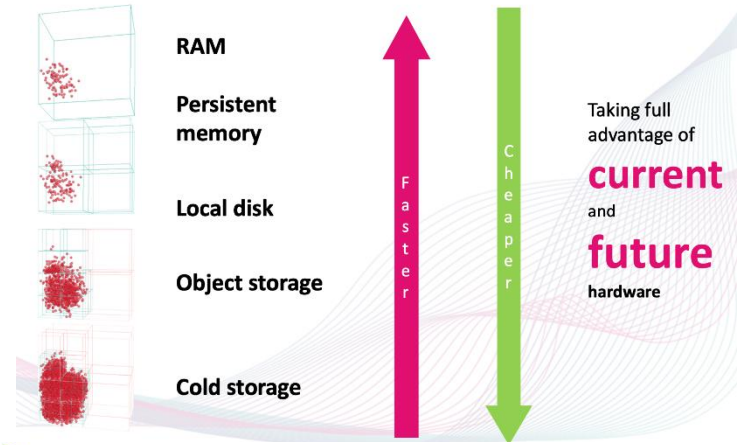 RAM
Persistent
memory
Local disk
Object storage
Cold storage
Faster
Cheaper
Taking full
advantage of
current
and
future
hardware